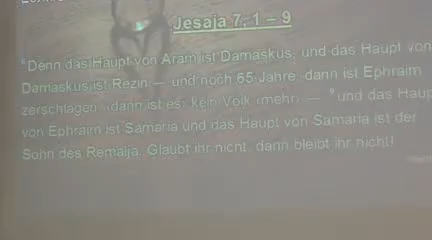 Jesaja 7, 1 – 9
⁸Denn das Haupt von Aram ist Damaskus, und das Haupt von
Damaskus ist Rezin — und noch 65 Jahre, dann ist Ephraim
zerschlagen, (dann ist es) kein Volk (mehr) — ⁹und das Haup
von Ephraim ist Samaria und das Haupt von Samaria ist der
Sohn des Remalja. Glaubt ihr nicht, dann bleibt ihr nicht!